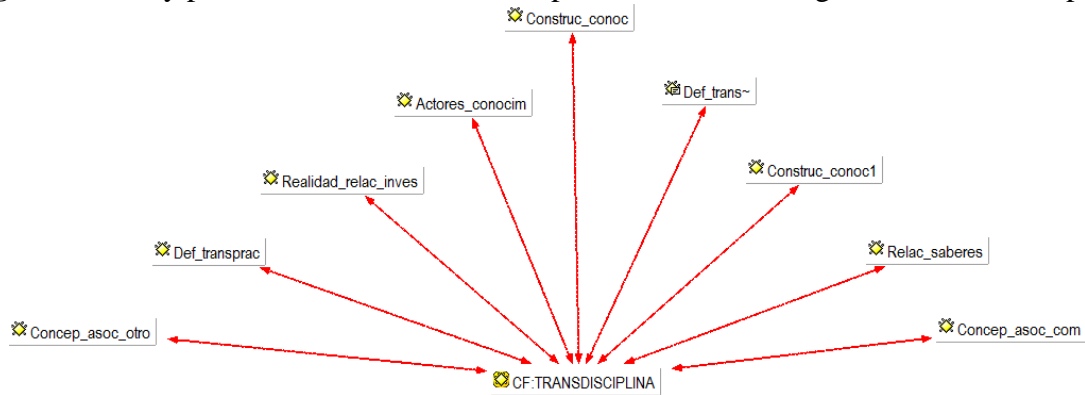 Construc_conoc
Def_trans~
Actores_conocim
Construc_conoc1
Realidad_relac_inves
Def_transprac
Relac_saberes
Concep_asoc_otro
Concep_asoc_com
CF:TRANSDISCIPLINA